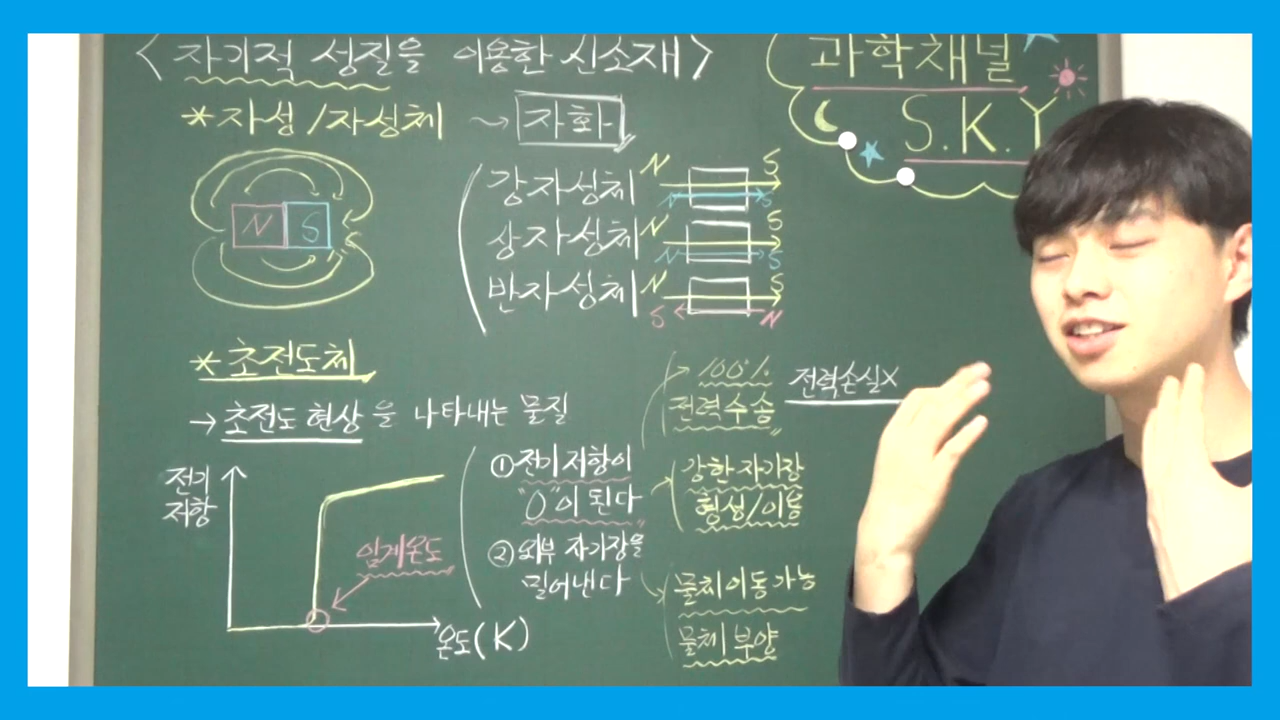 <자기적 성질을 이용한 신소재>
과학채널
S.K.Y
*자성/자성체 ~> 자화
N S
강자성체 N S
N S
상자성체 N S
N S
반자성체 N S
S N
*초전도체
→ 초전도 현상을 나타내는 물질
전기
저항
임계온도
온도(K)
① 전기 저항이
"0"이 된다
② 외부 자기장을
밀어낸다
→ 100%
전력수송
전력손실X
강한 자기장
형성/이용
물체 이동 가능
물체 부양